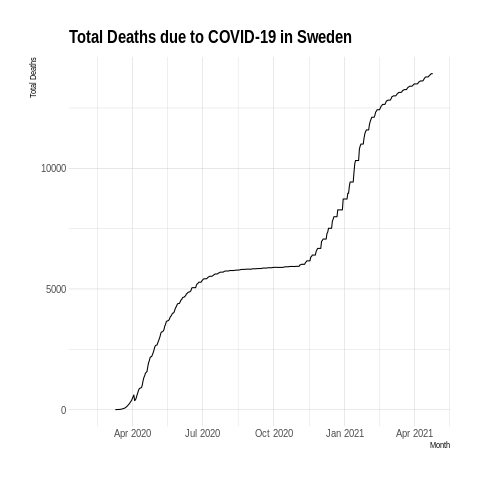 Total Deaths due to COVID-19 in Sweden
Total Deaths
10000
5000
0
Apr 2020 Jul 2020 Oct 2020 Jan 2021 Apr 2021
Month